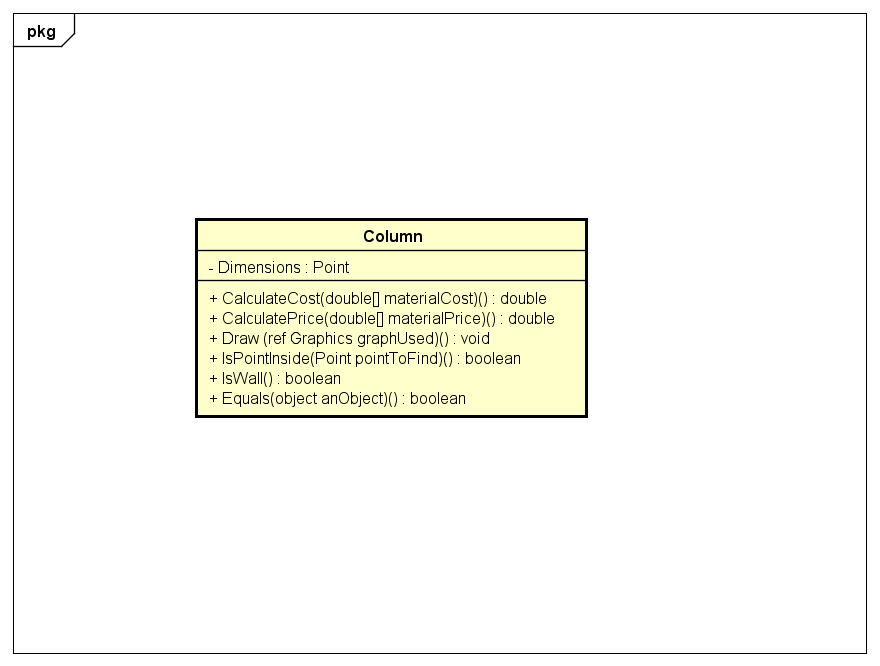 pkg
Column
- Dimensions : Point
+ CalculateCost(double[] materialCost)() : double
+ CalculatePrice(double[] materialPrice)() : double
+ Draw (ref Graphics graphUsed)() : void
+ IsPointInside(Point pointToFind)() : boolean
+ IsWall() : boolean
+ Equals(object anObject)() : boolean